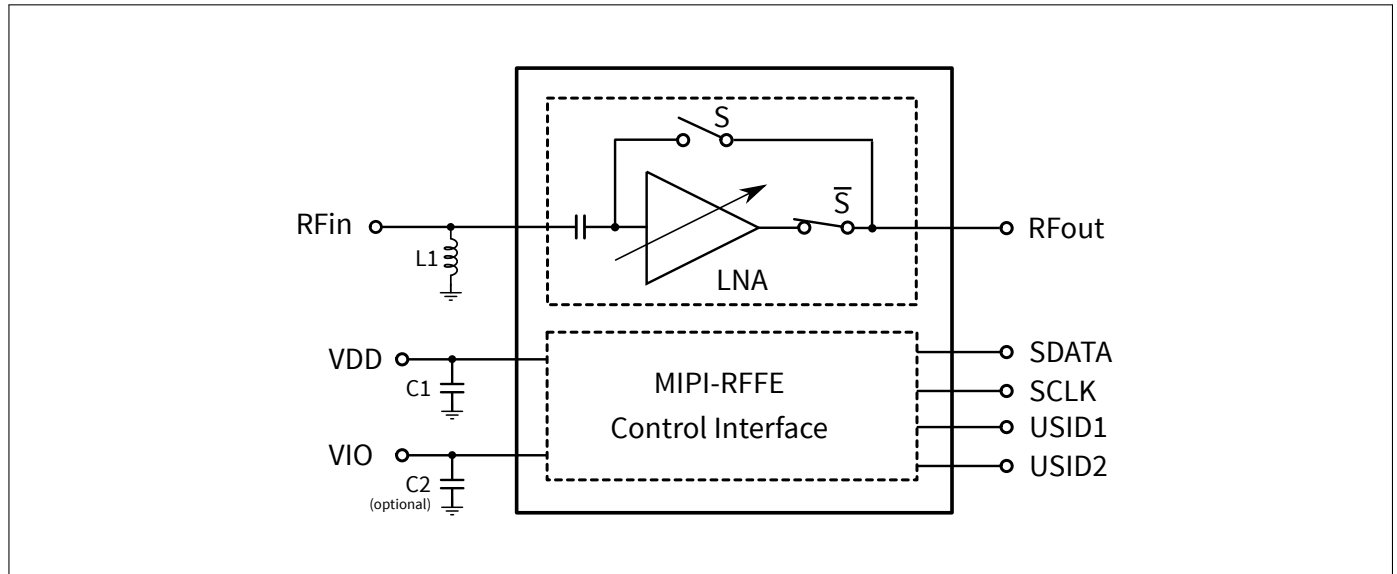 S
S̅
RFin
RFout
L1
LNA
VDD
SDATA
C1
MIPI-RFFE
SCLK
Control Interface
USID1
VIO
USID2
C2
(optional)